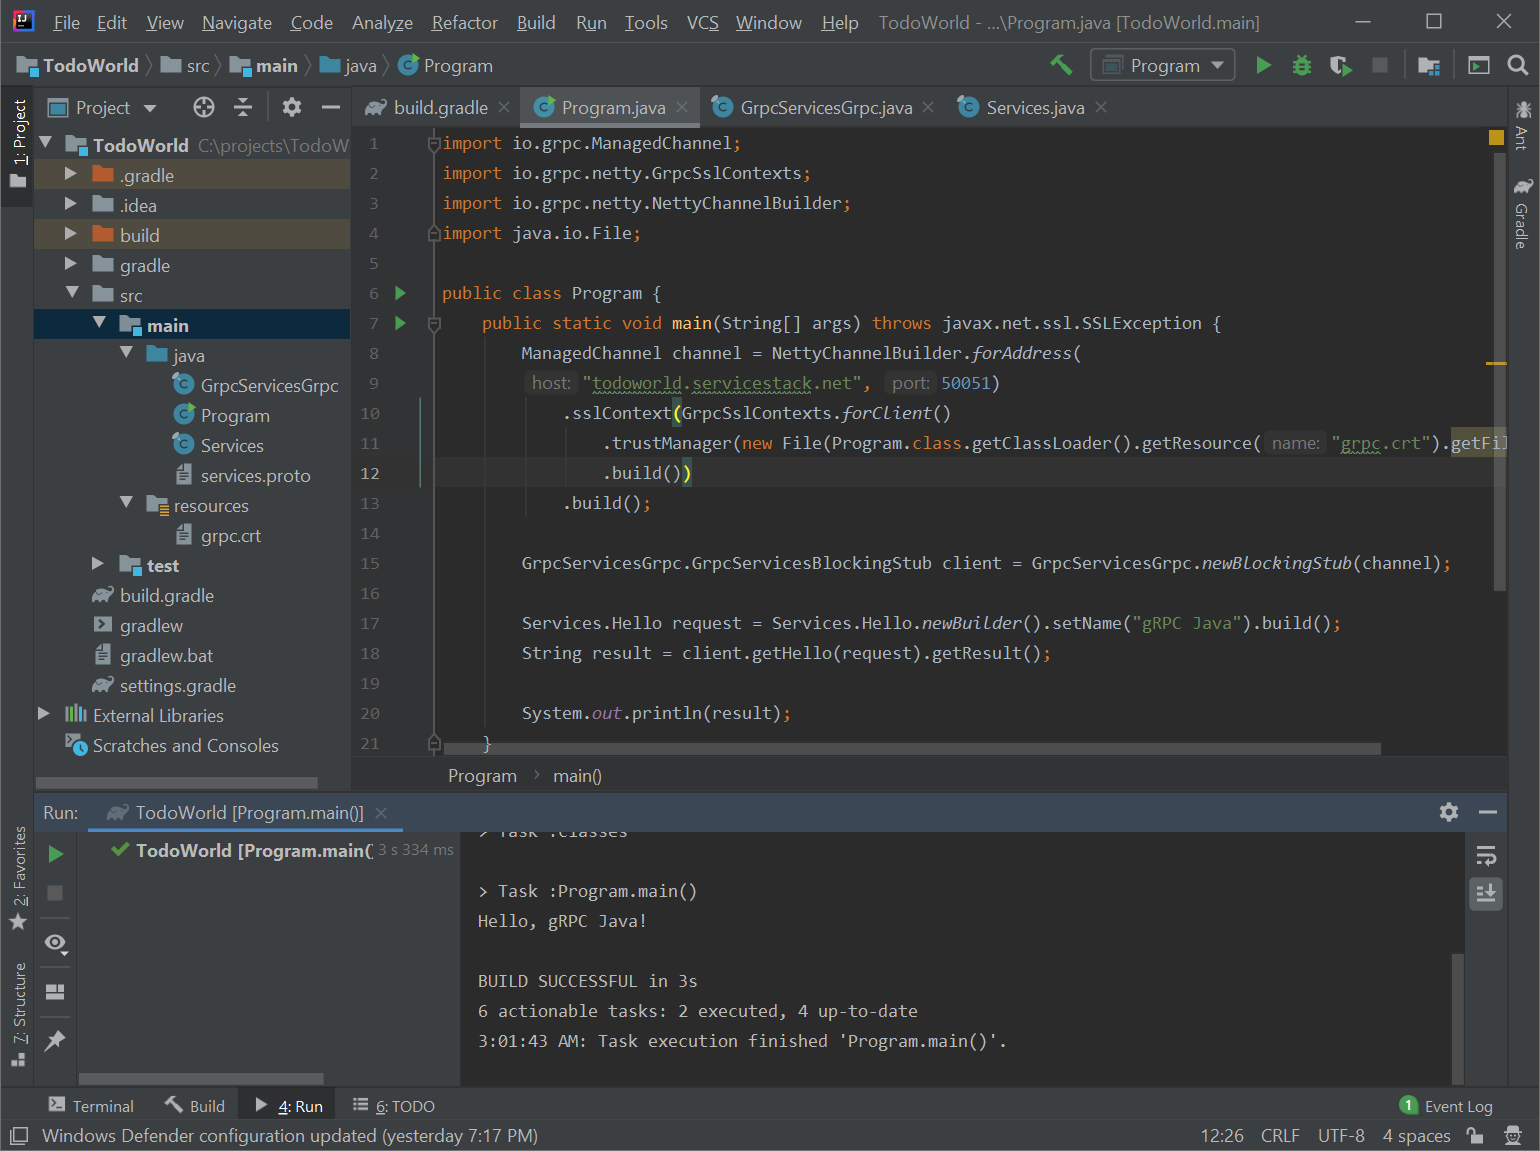 File Edit View Navigate Code Analyze Refactor Build Run Tools VCS Window Help TodoWorld - ...\Program.java [TodoWorld.main]
TodoWorld src main java Program
Program
1: Project
Project
build.gradle
Program.java
GrpcServicesGrpc.java
Services.java
TodoWorld C:\projects\TodoW
.gradle
.idea
build
gradle
src
main
java
GrpcServicesGrpc
Program
Services
services.proto
resources
grpc.crt
test
build.gradle
gradlew
gradlew.bat
settings.gradle
External Libraries
Scratches and Consoles
1 import io.grpc.ManagedChannel;
2 import io.grpc.netty.GrpcSslContexts;
3 import io.grpc.netty.NettyChannelBuilder;
4 import java.io.File;
5
6 public class Program {
7 public static void main(String[] args) throws javax.net.ssl.SSLException {
8 ManagedChannel channel = NettyChannelBuilder.forAddress(
9 host: "todoworld.servicestack.net", port: 50051)
10 .sslContext(GrpcSslContexts.forClient()
11 .trustManager(new File(Program.class.getClassLoader().getResource( name: "grpc.crt").getFil
12 .build())
13 .build();
14
15 GrpcServicesGrpc.GrpcServicesBlockingStub client = GrpcServicesGrpc.newBlockingStub(channel);
16
17 Services.Hello request = Services.Hello.newBuilder().setName("gRPC Java").build();
18 String result = client.getHello(request).getResult();
19
20 System.out.println(result);
21 }
Program main()
Ant
Gradle
Run: TodoWorld [Program.main()]
TodoWorld [Program.main() 3 s 334 ms
> Task :classes
> Task :Program.main()
Hello, gRPC Java!
BUILD SUCCESSFUL in 3s
6 actionable tasks: 2 executed, 4 up-to-date
3:01:43 AM: Task execution finished 'Program.main()'.
2: Favorites
7: Structure
Terminal Build 4: Run 6: TODO 1 Event Log
Windows Defender configuration updated (yesterday 7:17 PM) 12:26 CRLF UTF-8 4 spaces